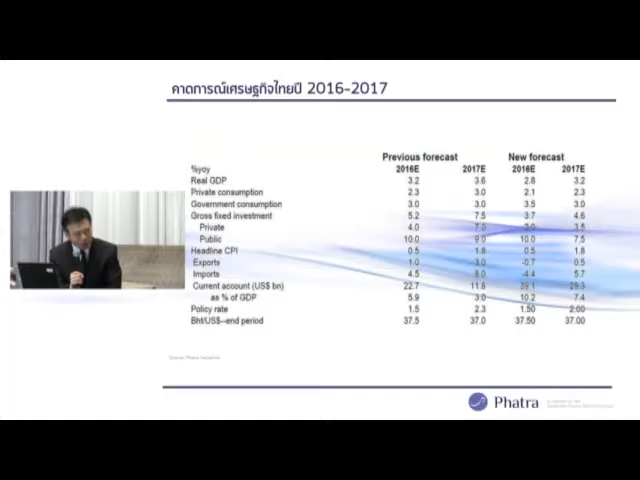 คาดการณ์เศรษฐกิจไทยปี 2016-2017
Previous forecast New forecast
%yoy 2016E 2017E 2016E 2017E
Real GDP 3.2 3.6 2.8 3.2
Private consumption 2.3 3.0 2.1 2.3
Government consumption 3.0 3.0 3.5 3.0
Gross fixed investment 5.2 7.5 3.7 4.6
Private 4.0 7.0 3.5
Public 10.0 9.0 10.0 7.5
Headline CPI 0.5 1.8 0.5 1.8
Exports 1.0 3.0 -0.7 0.5
Imports 4.5 8.0 -4.4 5.7
Current account (US$ bn) 22.7 11.8 39.1 29.3
as % of GDP 5.9 3.0 10.2 7.4
Policy rate 1.5 2.3 1.50 2.00
Bht/US$--end period 37.5 37.0 37.50 37.00
Phatra